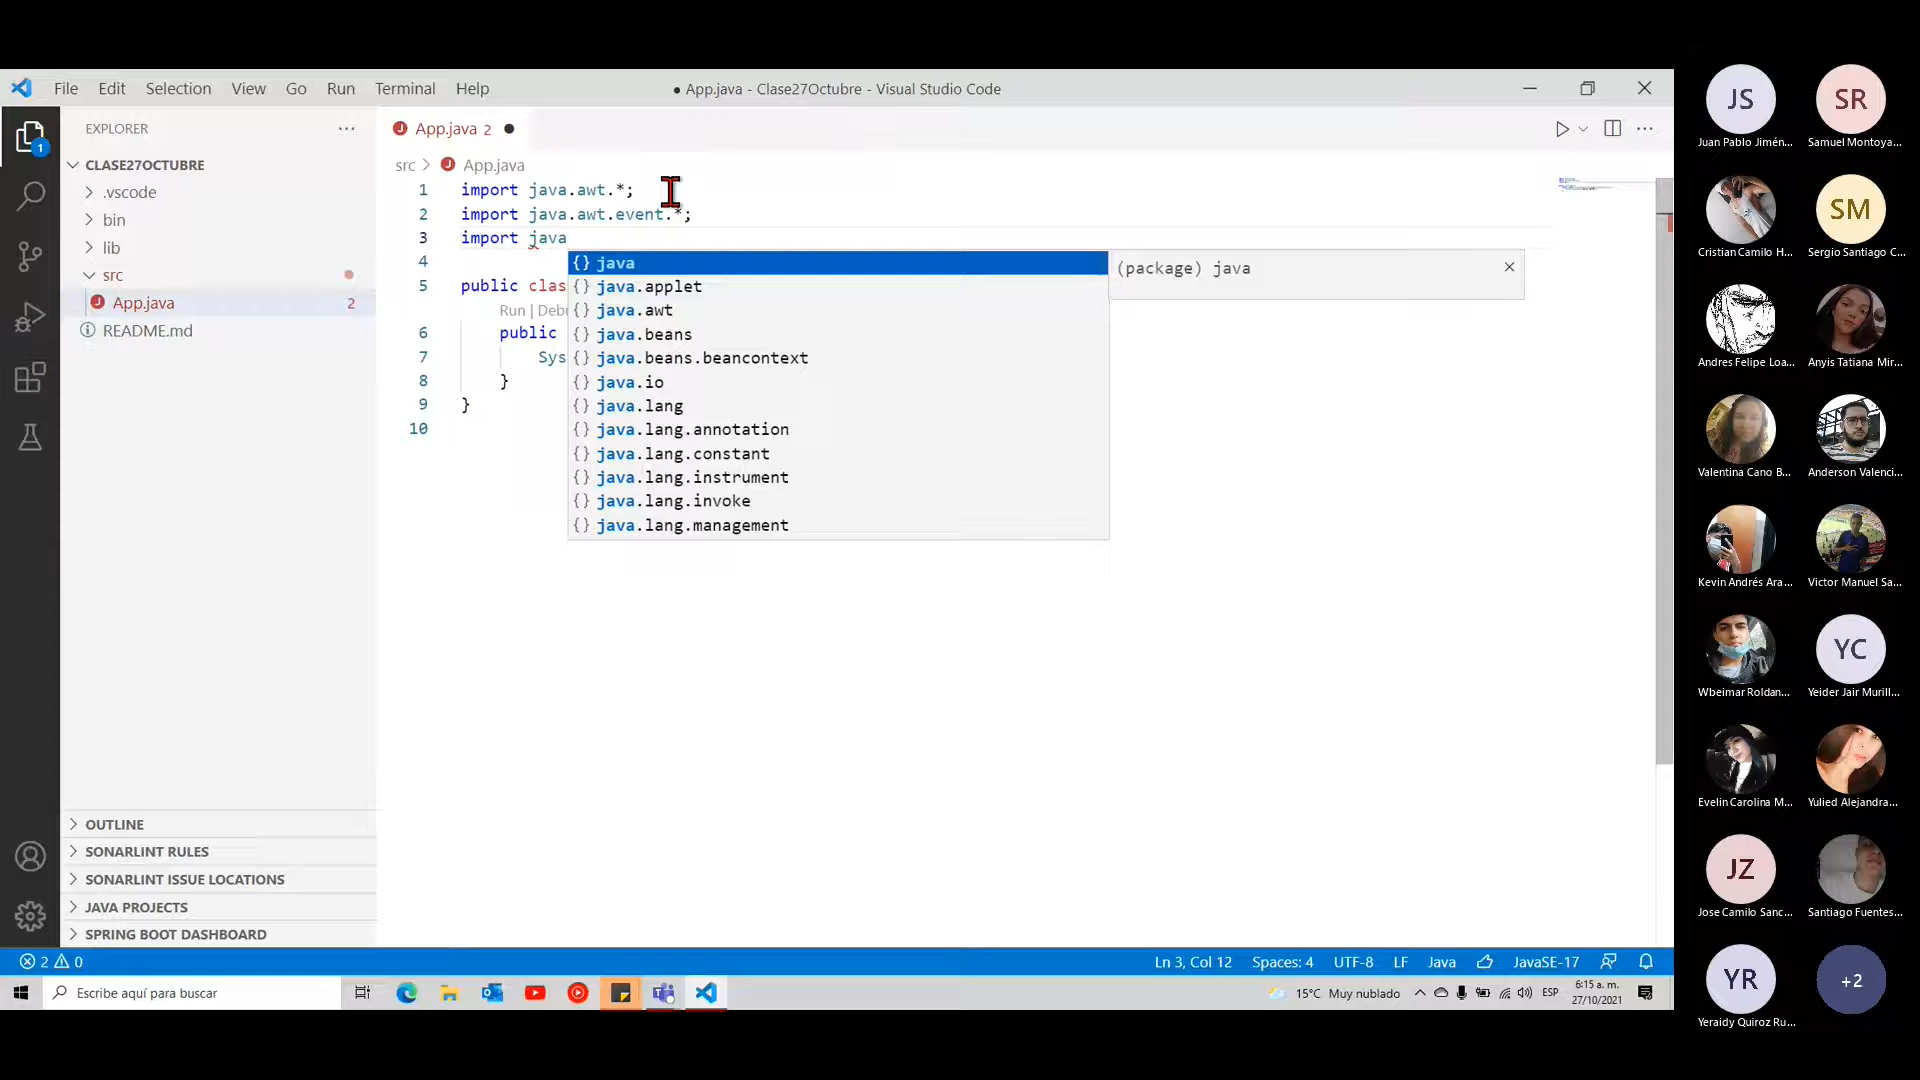 File Edit Selection View Go Run Terminal Help
● App.java - Clase27Octubre - Visual Studio Code
EXPLORER
CLASE27OCTUBRE
.vscode
bin
lib
src
App.java 2
README.md
OUTLINE
SONARLINT RULES
SONARLINT ISSUE LOCATIONS
JAVA PROJECTS
SPRING BOOT DASHBOARD
1
App.java 2
src > App.java
1 import java.awt.*;
2 import java.awt.event.*;
3 import java
4
5 public clas
Run | Debu
6 public
7 Sys
8 }
9 }
10
{} java
{} java.applet
{} java.awt
{} java.beans
{} java.beans.beancontext
{} java.io
{} java.lang
{} java.lang.annotation
{} java.lang.constant
{} java.lang.instrument
{} java.lang.invoke
{} java.lang.management
(package) java
2 0
Ln 3, Col 12 Spaces: 4 UTF-8 LF Java JavaSE-17
Escribe aquí para buscar
15°C Muy nublado
ESP
6:15 a. m.
27/10/2021
JS
Juan Pablo Jimén...
SR
Samuel Montoya...
Cristian Camilo H...
SM
Sergio Santiago C...
Andres Felipe Loa...
Anyis Tatiana Mir...
Valentina Cano B...
Anderson Valenci...
Kevin Andrés Ara...
Victor Manuel Sa...
Wbeimar Roldan...
YC
Yeider Jair Murill...
Evelin Carolina M...
Yulied Alejandra...
JZ
Jose Camilo Sanc...
Santiago Fuentes...
YR
Yeraidy Quiroz Ru...
+2